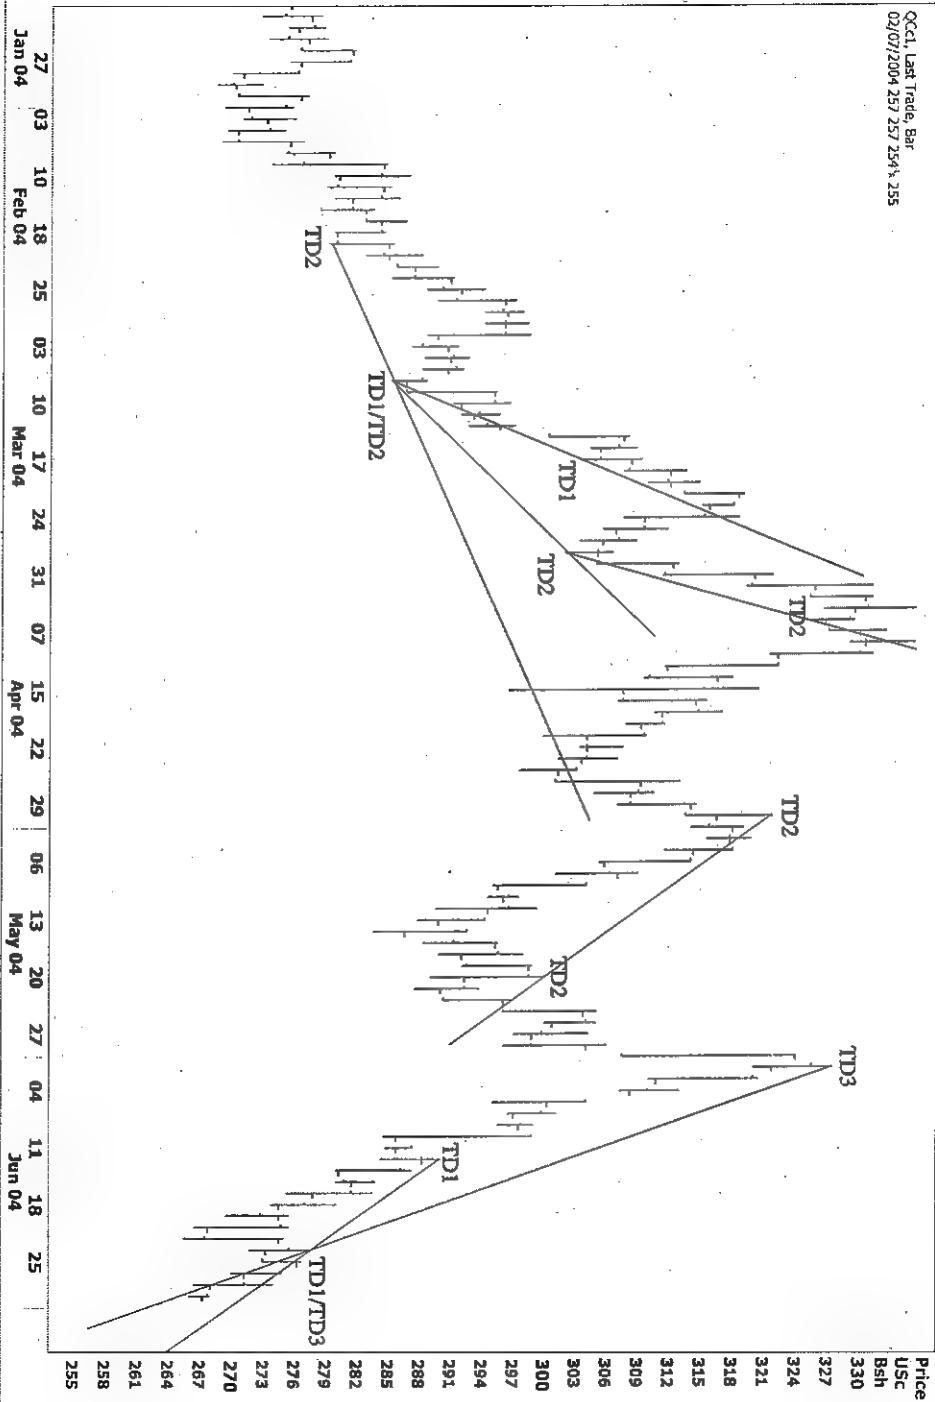 QCc1, Last Trade, Bar
02/07/2004 257 257 254¾ 255
Price
USc
Bsh
330
327
324
321
318
315
312
309
306
303
300
297
294
291
288
285
282
279
276
273
270
267
264
261
258
255
TD2
TD1/TD2
TD1
TD2
TD2
TD2
TD2
TD3
TD1
TD1/TD3
27 03 10 18 25 03 10 17 24 31 07 15 22 29 06 13 20 27 04 11 18 25
Jan 04 Feb 04 Mar 04 Apr 04 May 04 Jun 04